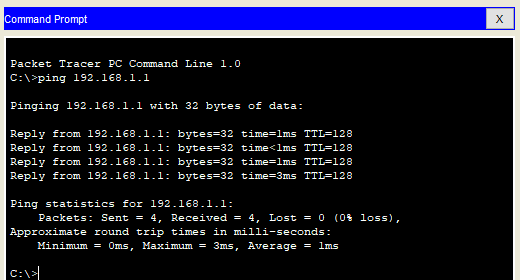 Command Prompt X
Packet Tracer PC Command Line 1.0
C:\>ping 192.168.1.1
Pinging 192.168.1.1 with 32 bytes of data:
Reply from 192.168.1.1: bytes=32 time=1ms TTL=128
Reply from 192.168.1.1: bytes=32 time<1ms TTL=128
Reply from 192.168.1.1: bytes=32 time=1ms TTL=128
Reply from 192.168.1.1: bytes=32 time=3ms TTL=128
Ping statistics for 192.168.1.1:
Packets: Sent = 4, Received = 4, Lost = 0 (0% loss),
Approximate round trip times in milli-seconds:
Minimum = 0ms, Maximum = 3ms, Average = 1ms
C:\>